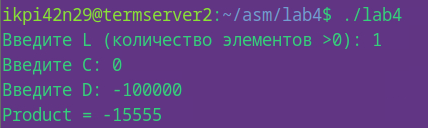 ikpi42n29@termserver2:~/asm/lab4$ ./lab4
Введите L (количество элементов >0): 1
Введите C: 0
Введите D: -100000
Product = -15555